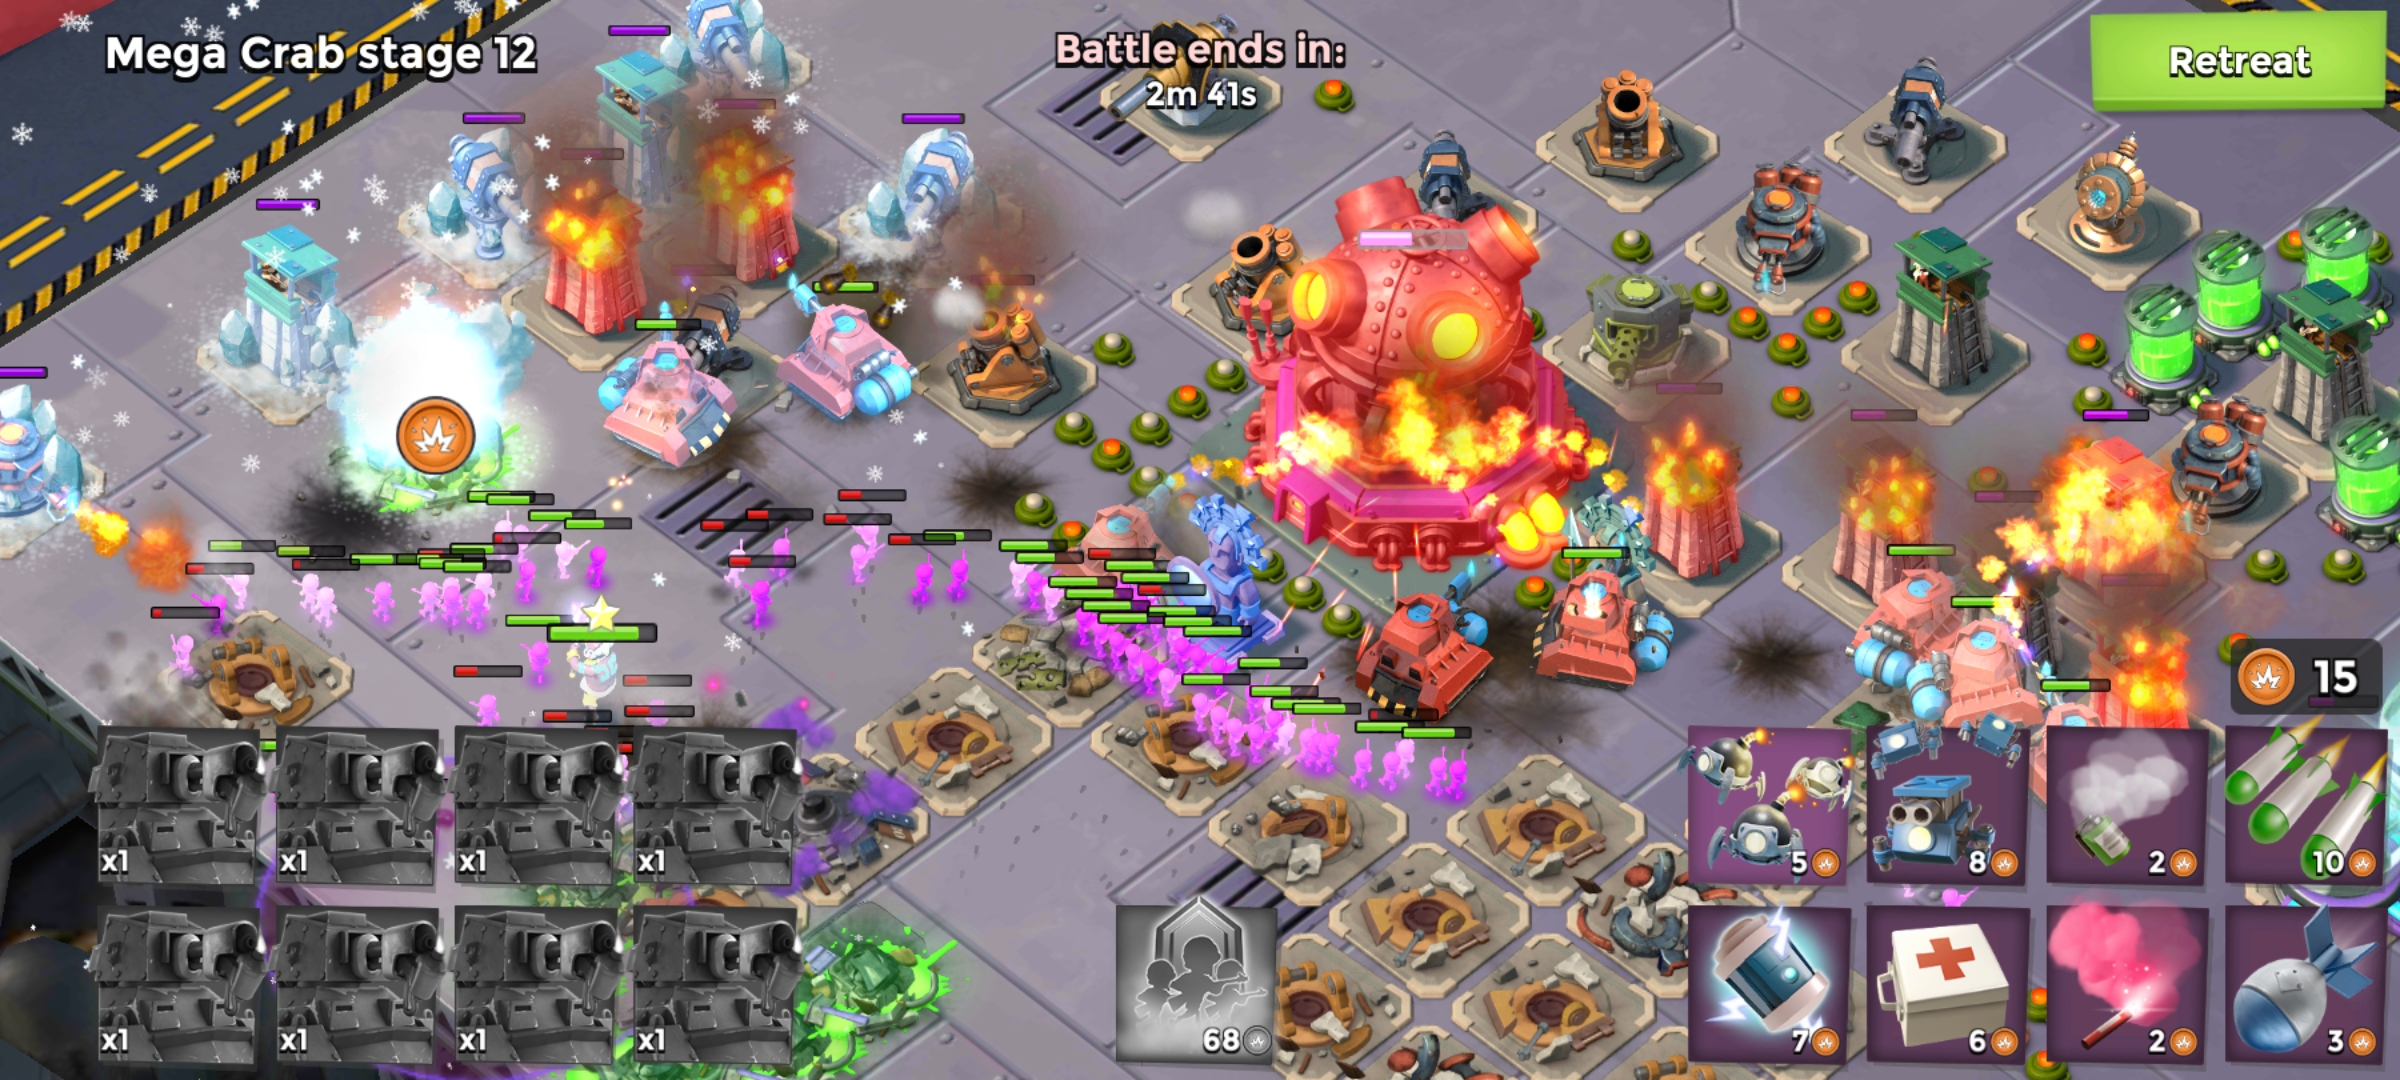 Mega Crab stage 12
Battle ends in:
2m 41s
Retreat
15
x1
x1
x1
x1
5
8
2
10
x1
x1
x1
x1
68
7
6
2
3